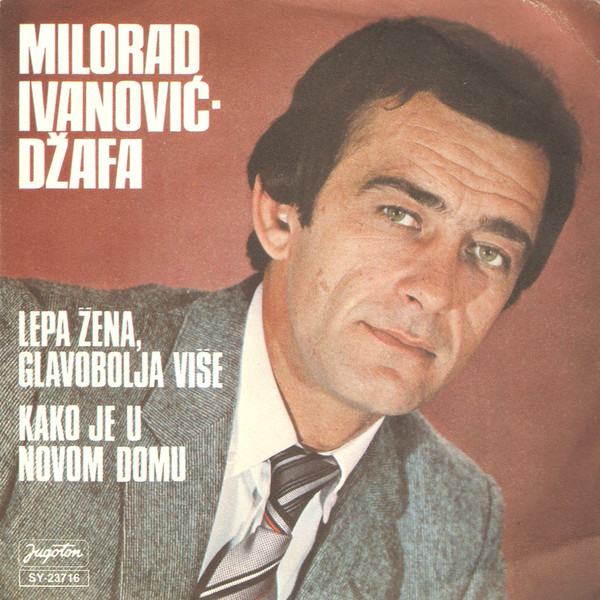 MILORAD
IVANOVIĆ-
DŽAFA
LEPA ŽENA,
GLAVOBOLJA VIŠE
KAKO JE U
NOVOM DOMU
Jugoton
SY-23716